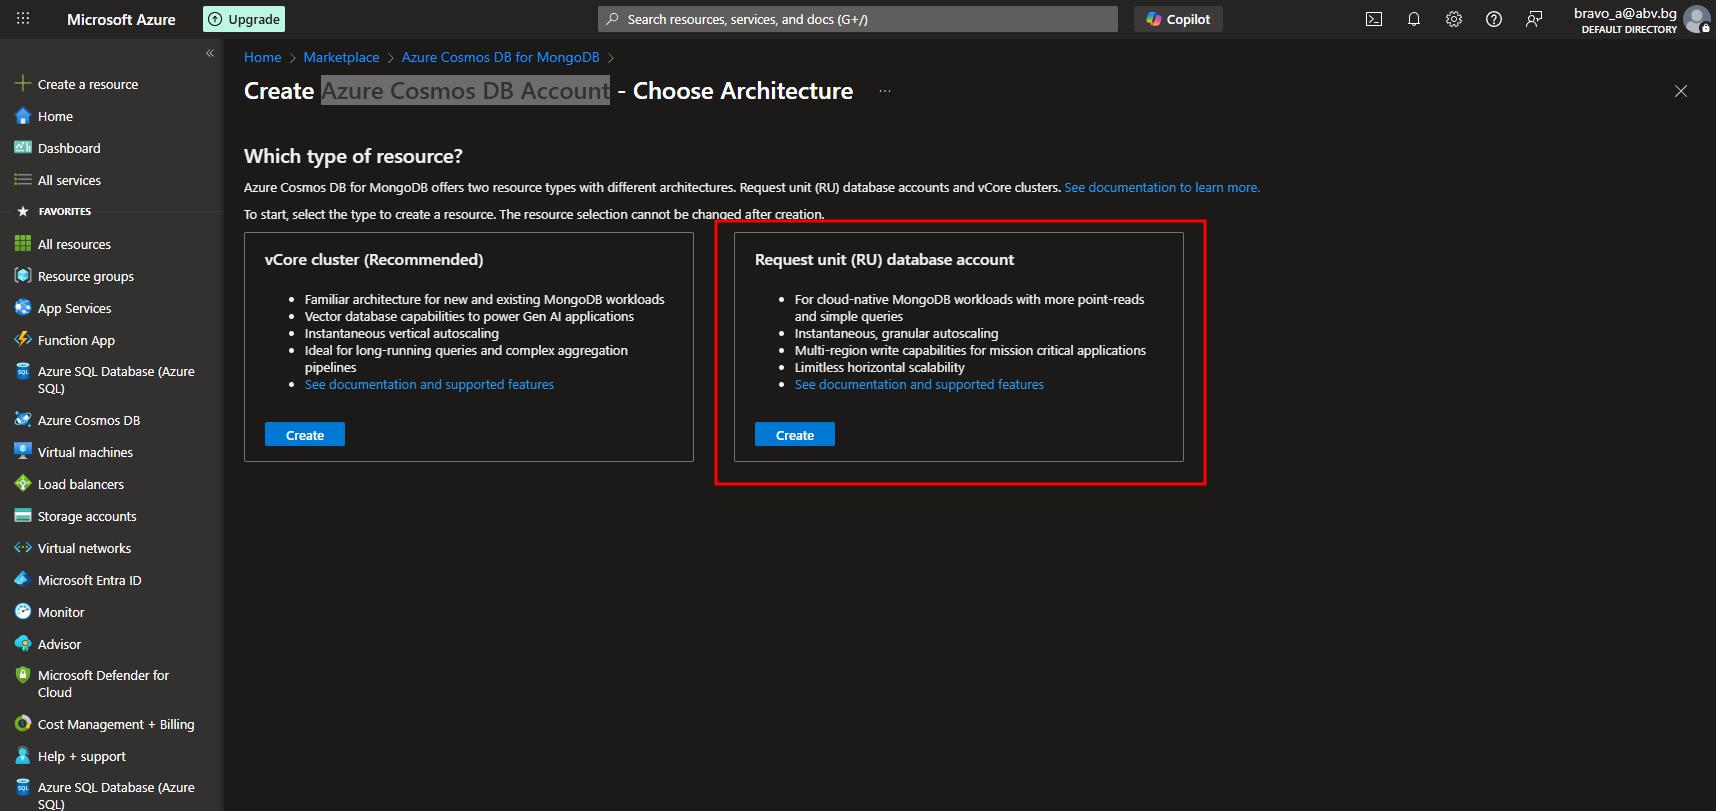 Microsoft Azure
Upgrade
Search resources, services, and docs (G+/)
Copilot
bravo_a@abv.bg
DEFAULT DIRECTORY
Create a resource
Home
Dashboard
All services
FAVORITES
All resources
Resource groups
App Services
Function App
Azure SQL Database (Azure
SQL)
Azure Cosmos DB
Virtual machines
Load balancers
Storage accounts
Virtual networks
Microsoft Entra ID
Monitor
Advisor
Microsoft Defender for
Cloud
Cost Management + Billing
Help + support
Azure SQL Database (Azure
SQL)
Home > Marketplace > Azure Cosmos DB for MongoDB >
Create Azure Cosmos DB Account - Choose Architecture ...
Which type of resource?
Azure Cosmos DB for MongoDB offers two resource types with different architectures. Request unit (RU) database accounts and vCore clusters. See documentation to learn more.
To start, select the type to create a resource. The resource selection cannot be changed after creation.
vCore cluster (Recommended)
• Familiar architecture for new and existing MongoDB workloads
• Vector database capabilities to power Gen AI applications
• Instantaneous vertical autoscaling
• Ideal for long-running queries and complex aggregation
pipelines
• See documentation and supported features
Create
Request unit (RU) database account
• For cloud-native MongoDB workloads with more point-reads
and simple queries
• Instantaneous, granular autoscaling
• Multi-region write capabilities for mission critical applications
• Limitless horizontal scalability
• See documentation and supported features
Create